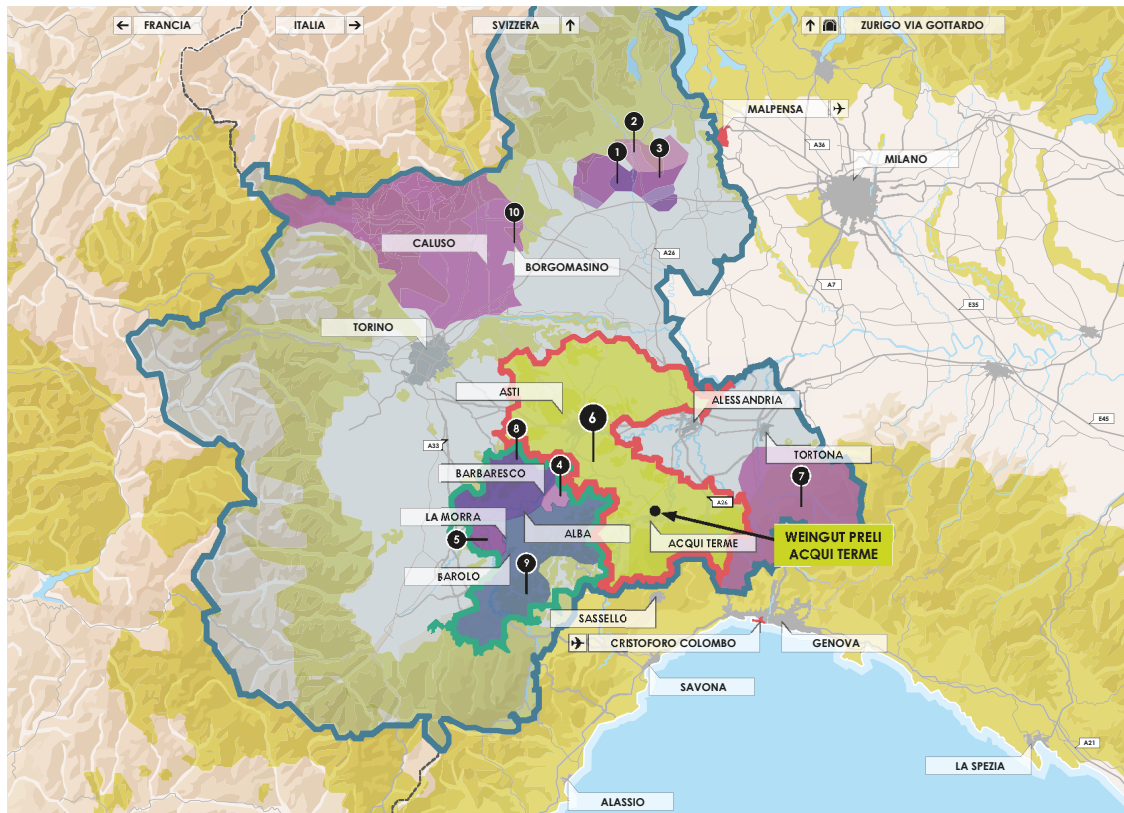 FRANCIA
ITALIA
SVIZZERA
ZURIGO VIA GOTTARDO
MALPENSA
2
A36
1
3
MILANO
10
CALUSO
A26
BORGOMASINO
A7
E35
TORINO
ASTI
ALESSANDRIA
6
E45
8
A33
TORTONA
BARBARESCO
4
7
A26
LA MORRA
ALBA
5
ACQUI TERME
WEINGUT PRELI
ACQUI TERME
9
BAROLO
SASSELLO
CRISTOFORO COLOMBO
GENOVA
SAVONA
A21
LA SPEZIA
ALASSIO